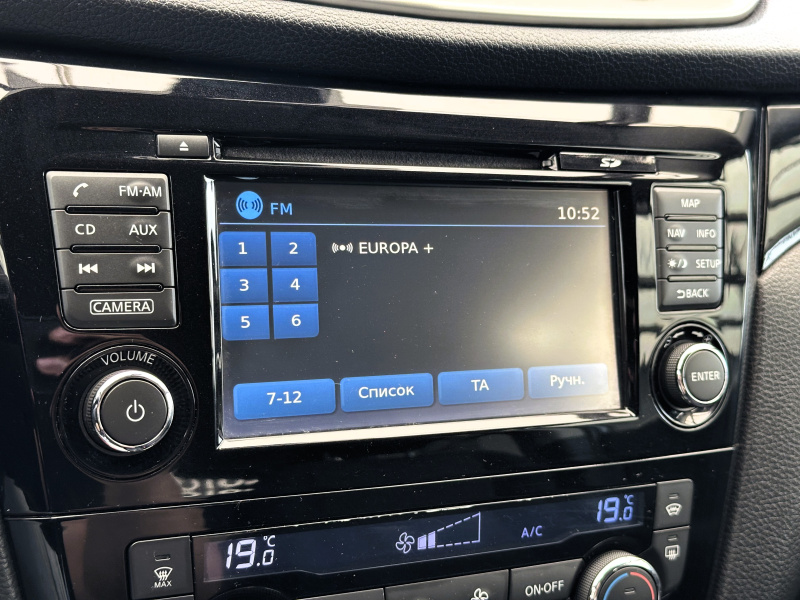 FM·AM
CD AUX
CAMERA
VOLUME
SD
FM
10:52
1 2
EUROPA +
3 4
5 6
7-12 Список TA Ручн.
MAP
NAV INFO
SETUP
BACK
ENTER
MAX
19.0 °C
A/C
19.0 °C
ON·OFF